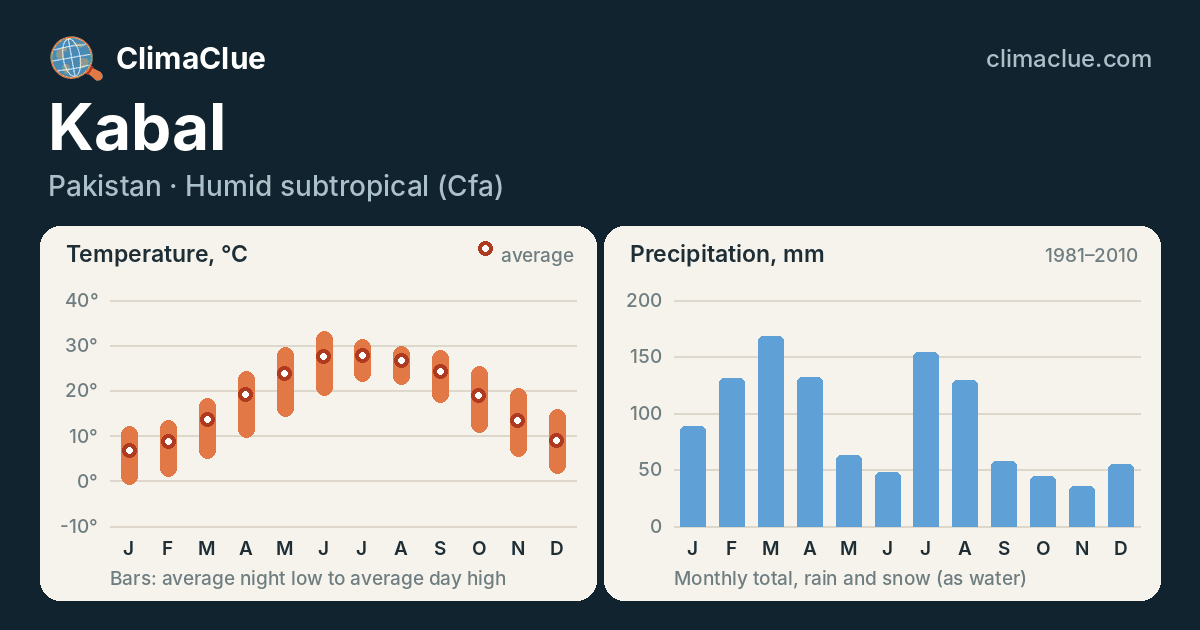 ClimaClue
climaclue.com
Kabal
Pakistan · Humid subtropical (Cfa)
Temperature, °C
average
40°
30°
20°
10°
0°
-10°
J F M A M J J A S O N D
Bars: average night low to average day high
Precipitation, mm
1981–2010
200
150
100
50
0
J F M A M J J A S O N D
Monthly total, rain and snow (as water)